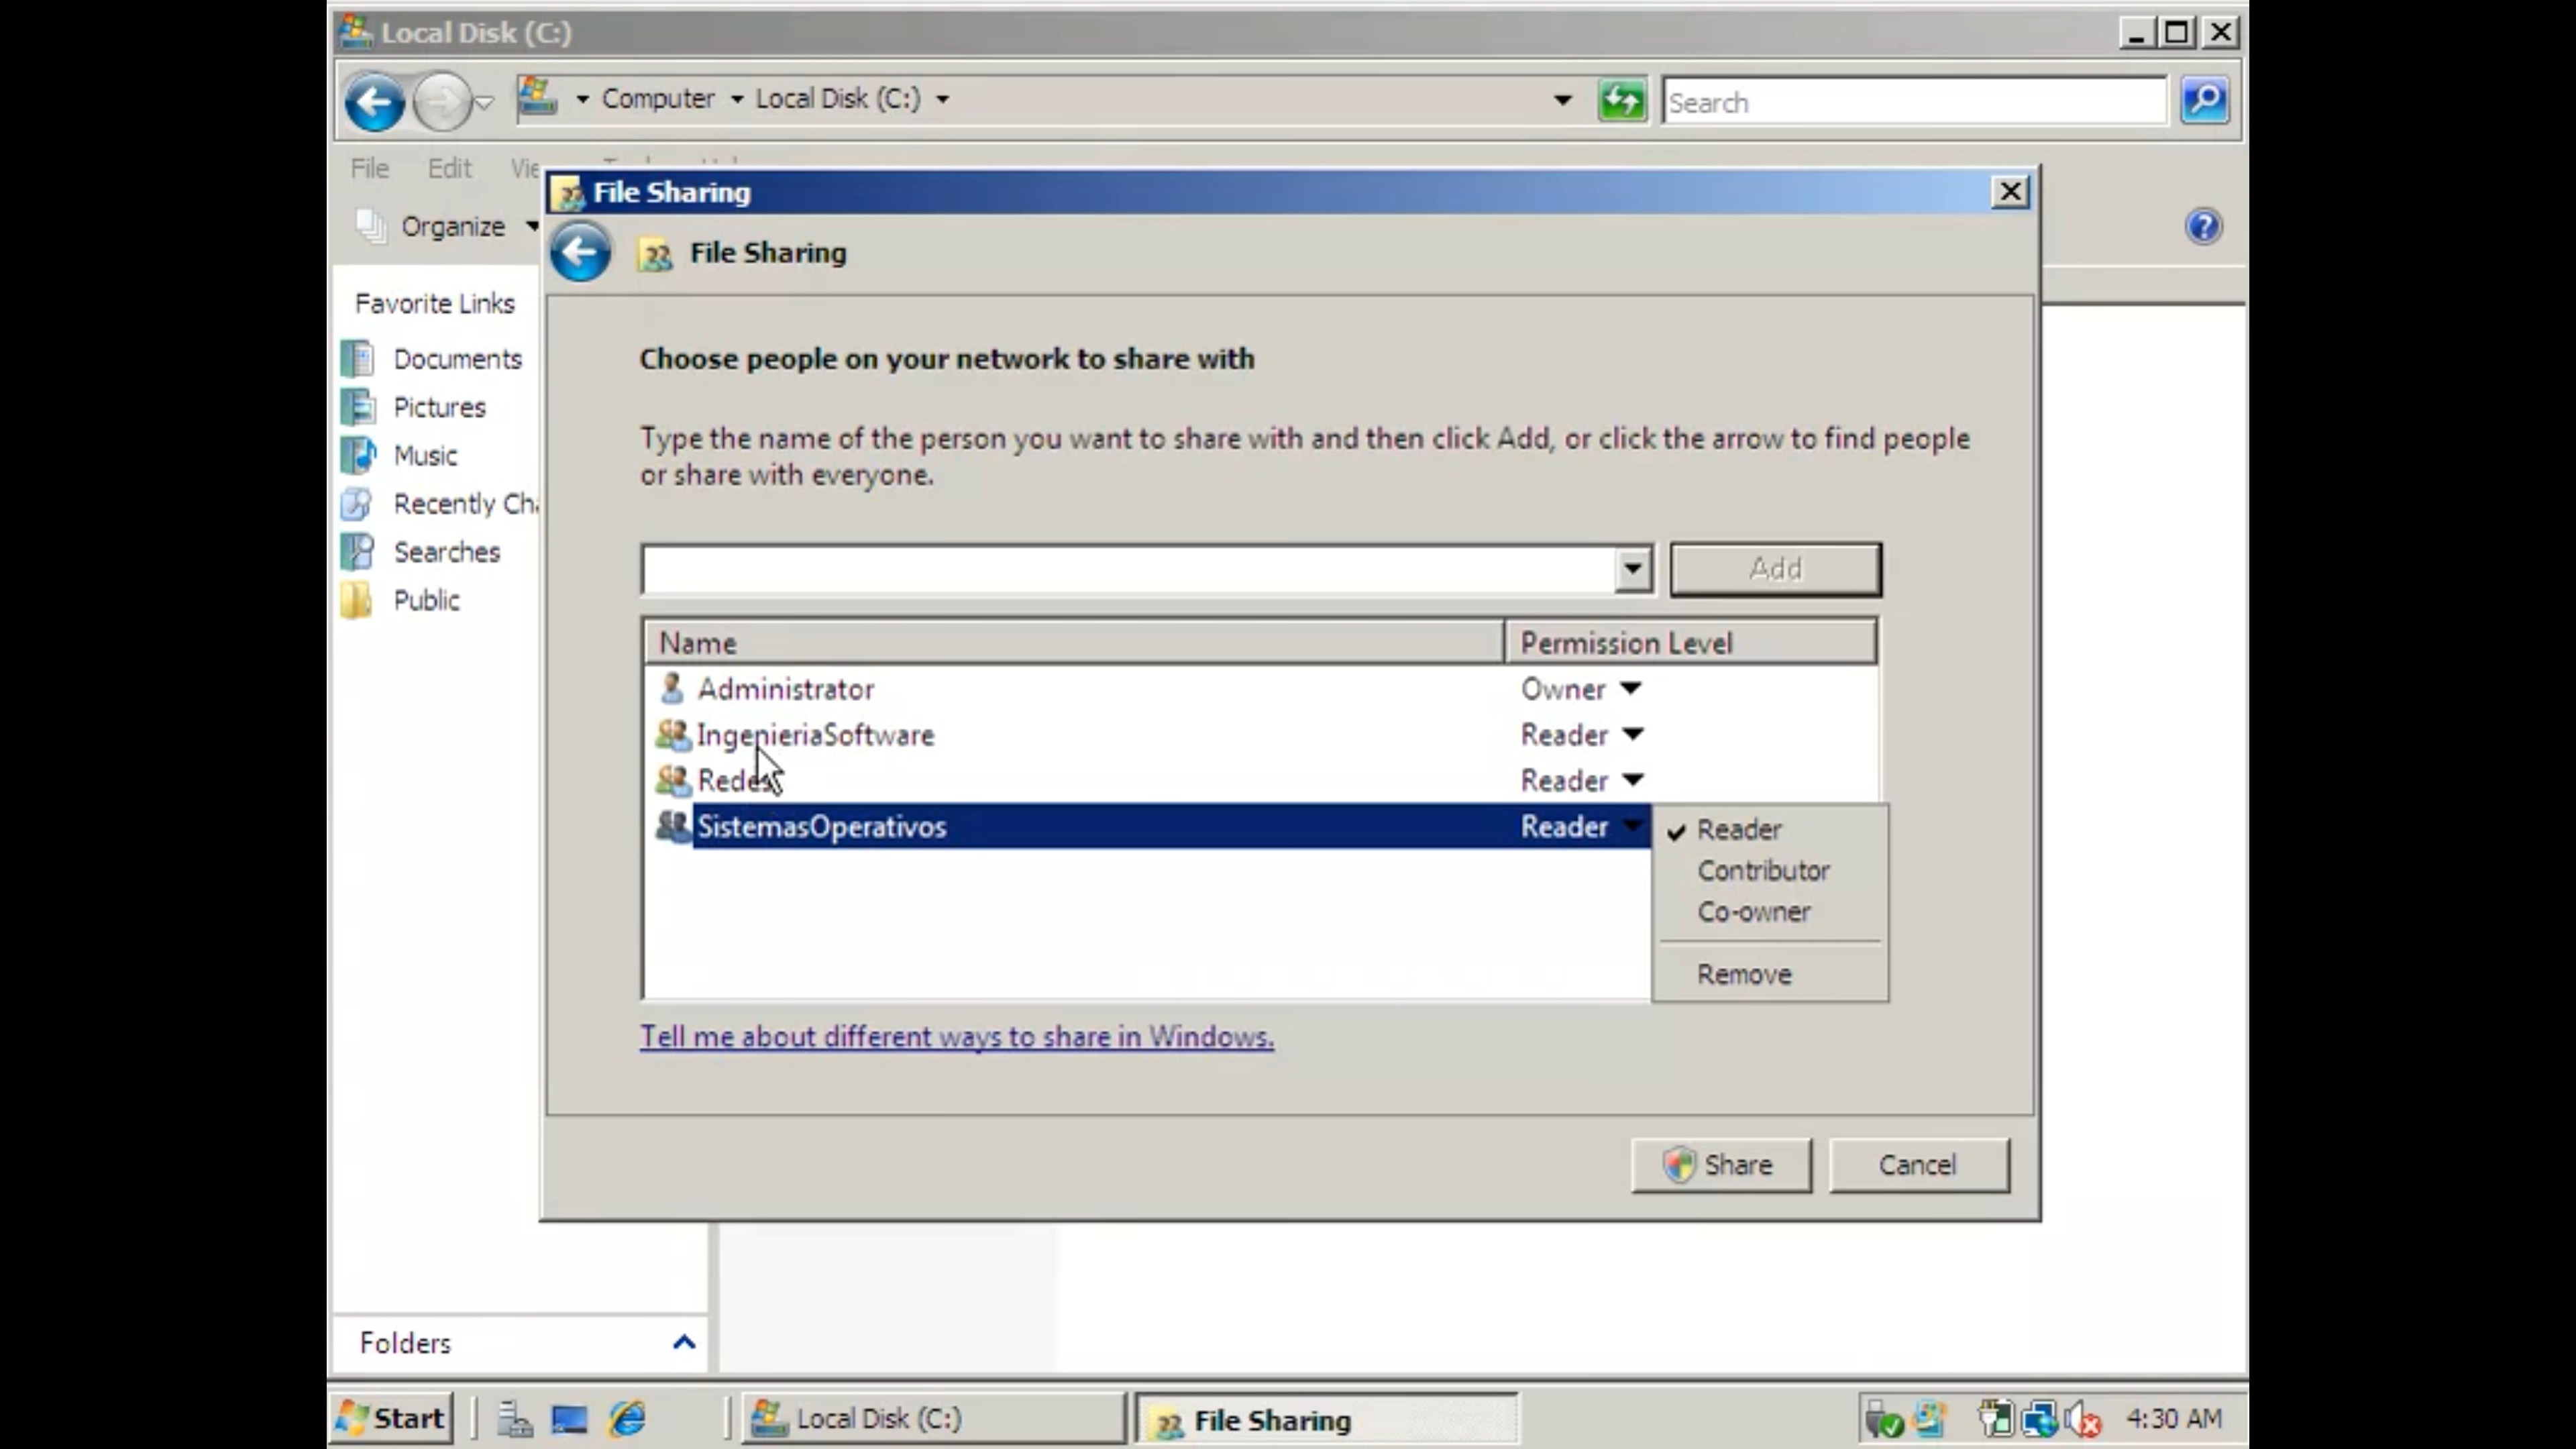 Local Disk (C:)
Computer Local Disk (C:)
Search
File Edit
Organize
File Sharing
File Sharing
Favorite Links
Documents
Pictures
Music
Recently
Searches
Public
Choose people on your network to share with
Type the name of the person you want to share with and then click Add, or click the arrow to find people
or share with everyone.
Add
Name Permission Level
Administrator Owner
IngenieriaSoftware Reader
Redes Reader
SistemasOperativos Reader
Reader
Contributor
Co-owner
Remove
Tell me about different ways to share in Windows.
Share Cancel
Folders
Start Local Disk (C:) File Sharing 4:30 AM